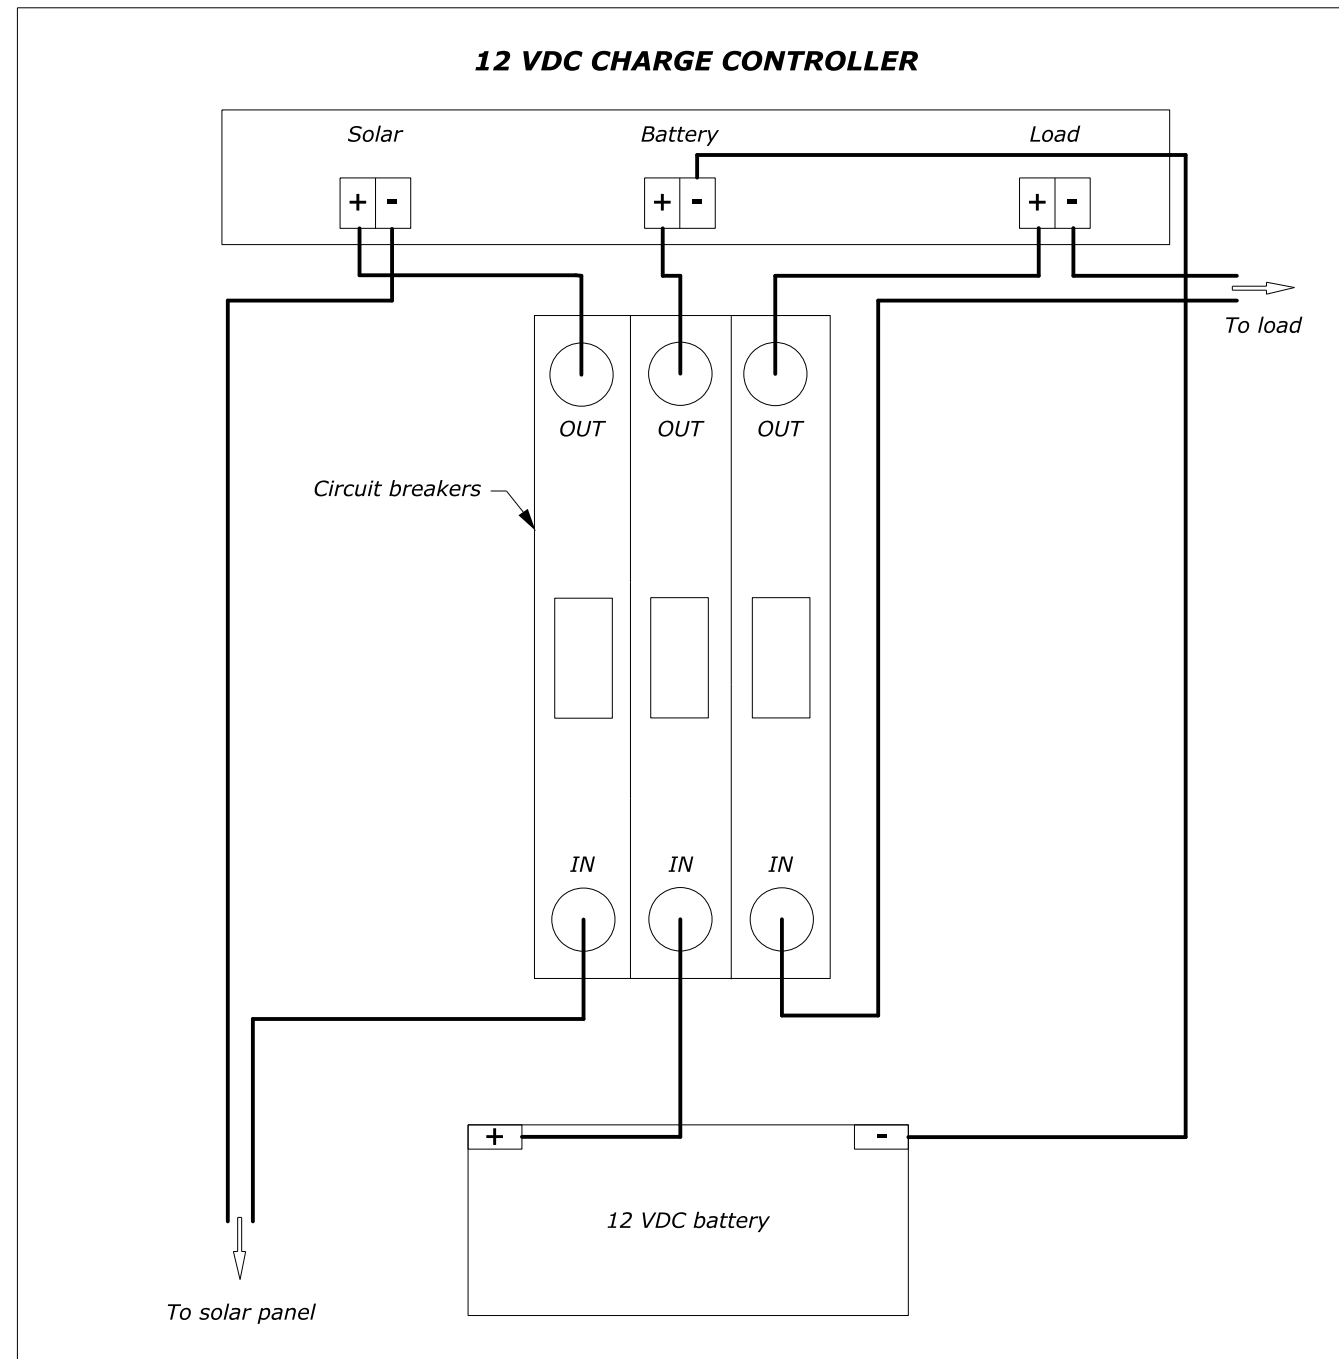 12 VDC CHARGE CONTROLLER
Solar Battery Load
+ - + - + -
To load
OUT OUT OUT
Circuit breakers
IN IN IN
+ -
12 VDC battery
To solar panel